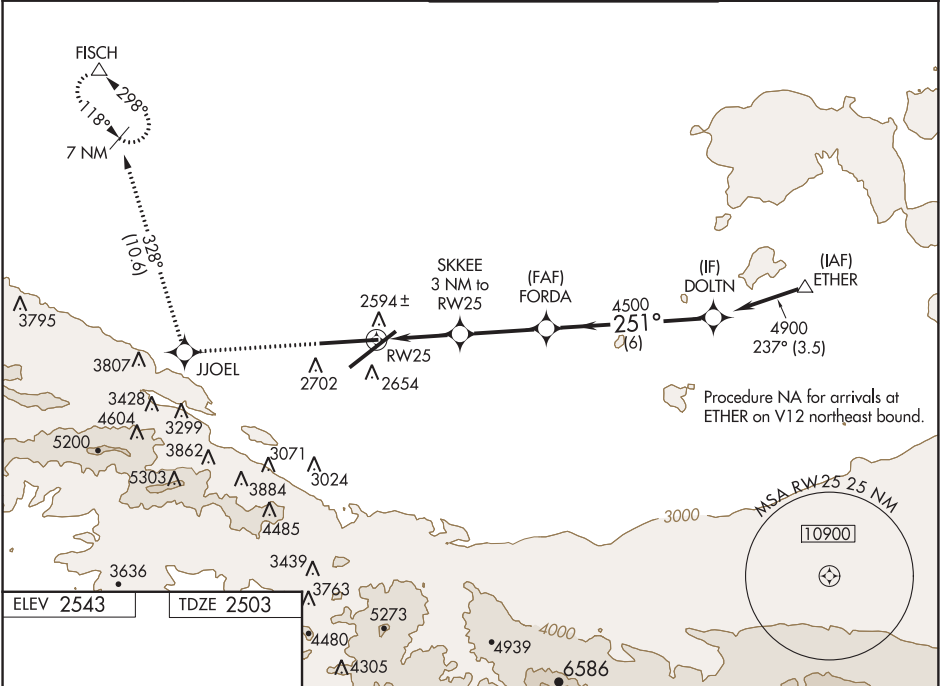 FISCH
298°
118°
7 NM
328°
(10.6)
3795
3807
JJOEL
2594 ±
RW25
2702
2654
SKKEE
3 NM to
RW25
(FAF)
FORDA
4500
251°
(6)
(IF)
DOLTN
(IAF)
ETHER
4900
237° (3.5)
Procedure NA for arrivals at
ETHER on V12 northeast bound.
3428
3299
4604
5200
3862
5303
3071
3024
3884
4485
3000
MSA RW25 25 NM
10900
3439
3636
3763
ELEV 2543
TDZE 2503
4480
5273
4305
4939
4000
6586